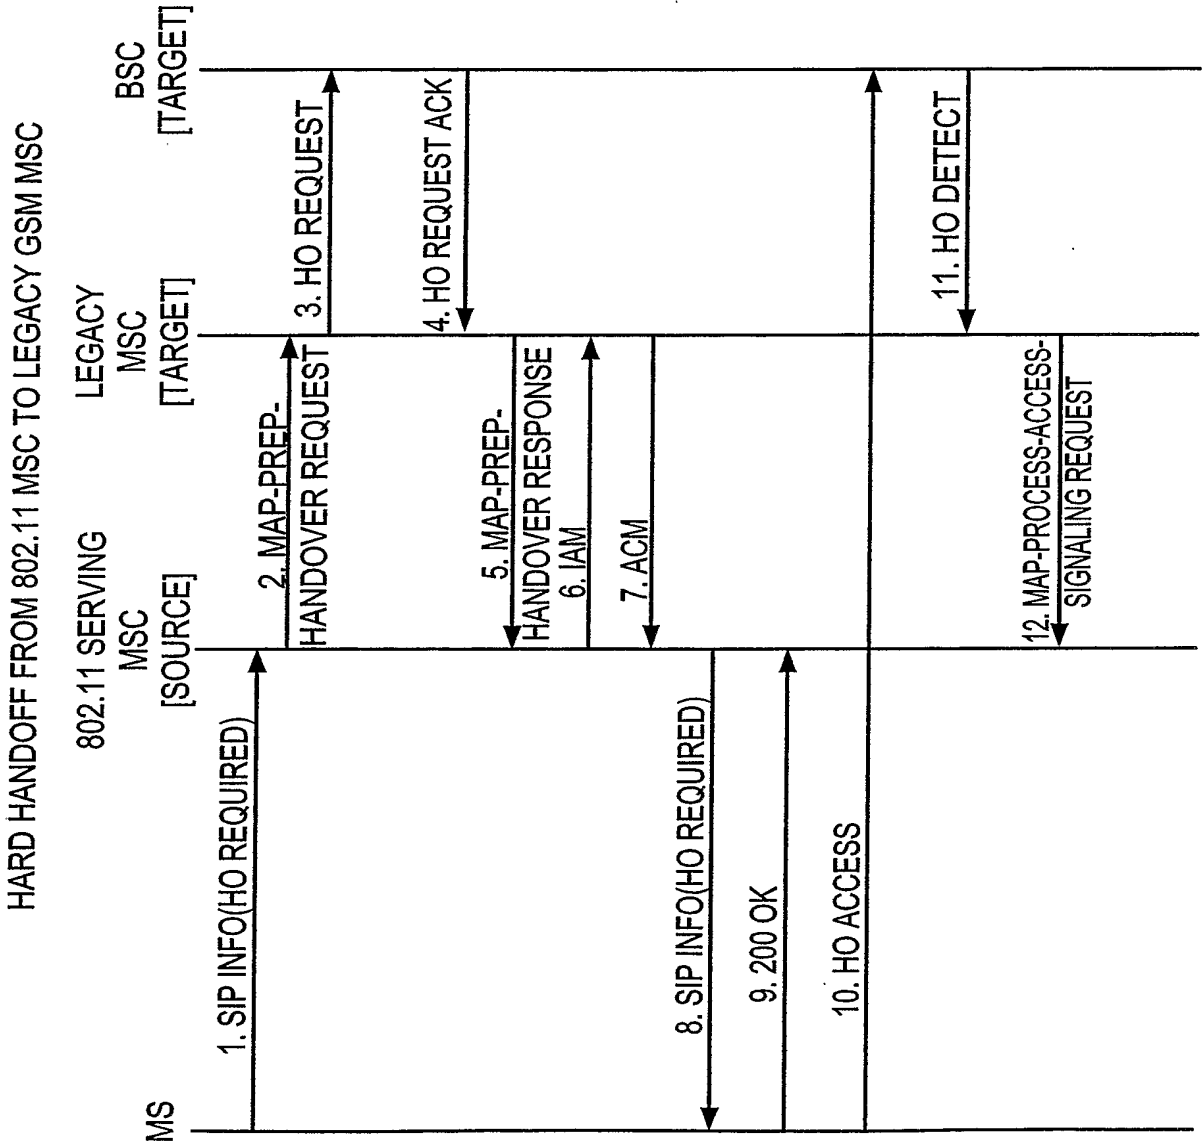 HARD HANDOFF FROM 802.11 MSC TO LEGACY GSM MSC
MS
802.11 SERVING
MSC
[SOURCE]
LEGACY
MSC
[TARGET]
BSC
[TARGET]
1. SIP INFO(HO REQUIRED)
2. MAP-PREP-
HANDOVER REQUEST
3. HO REQUEST
4. HO REQUEST ACK
5. MAP-PREP-
HANDOVER RESPONSE
6. IAM
7. ACM
8. SIP INFO(HO REQUIRED)
9. 200 OK
10. HO ACCESS
11. HO DETECT
12. MAP-PROCESS-ACCESS-
SIGNALING REQUEST